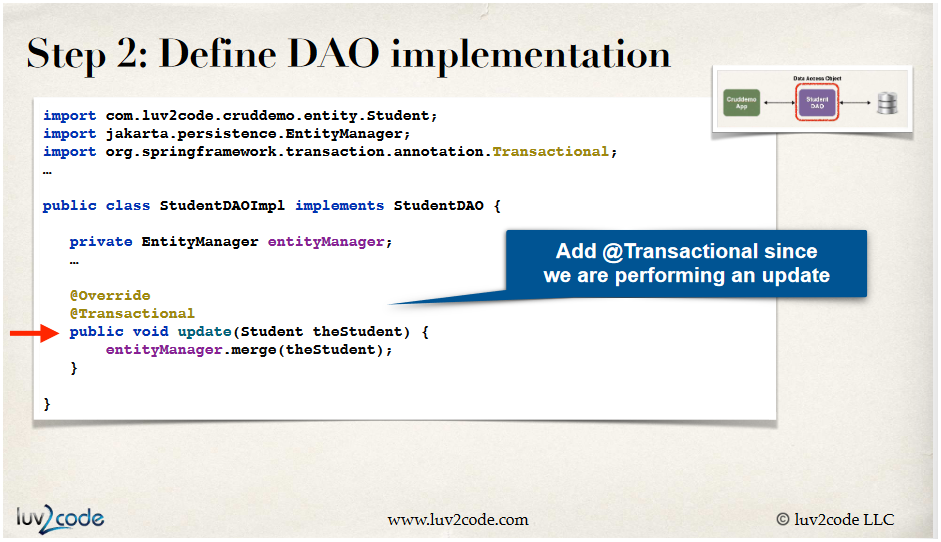 Step 2: Define DAO implementation
Data Access Object
Cruddemo
App
Student
DAO
import com.luv2code.cruddemo.entity.Student;
import jakarta.persistence.EntityManager;
import org.springframework.transaction.annotation.Transactional;
…
public class StudentDAOImpl implements StudentDAO {
private EntityManager entityManager;
…
Add @Transactional since
we are performing an update
@Override
@Transactional
public void update(Student theStudent) {
entityManager.merge(theStudent);
}
}
luv2code
www.luv2code.com
© luv2code LLC